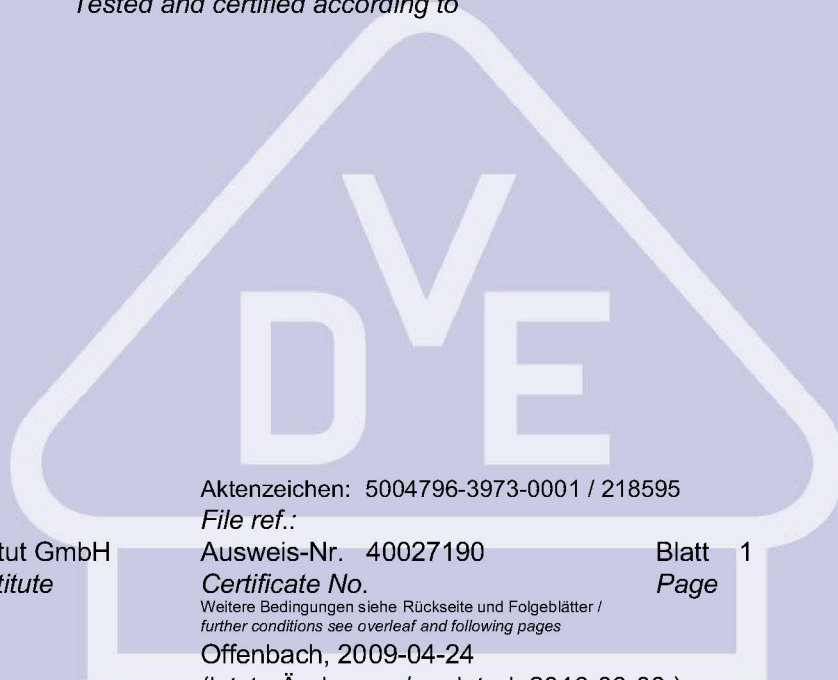 Tested and certified according to
V
D E
Aktenzeichen: 5004796-3973-0001 / 218595
File ref.:
tut GmbH Ausweis-Nr. 40027190 Blatt 1
titute Certificate No. Page
Weitere Bedingungen siehe Rückseite und Folgeblätter /
further conditions see overleaf and following pages
Offenbach, 2009-04-24